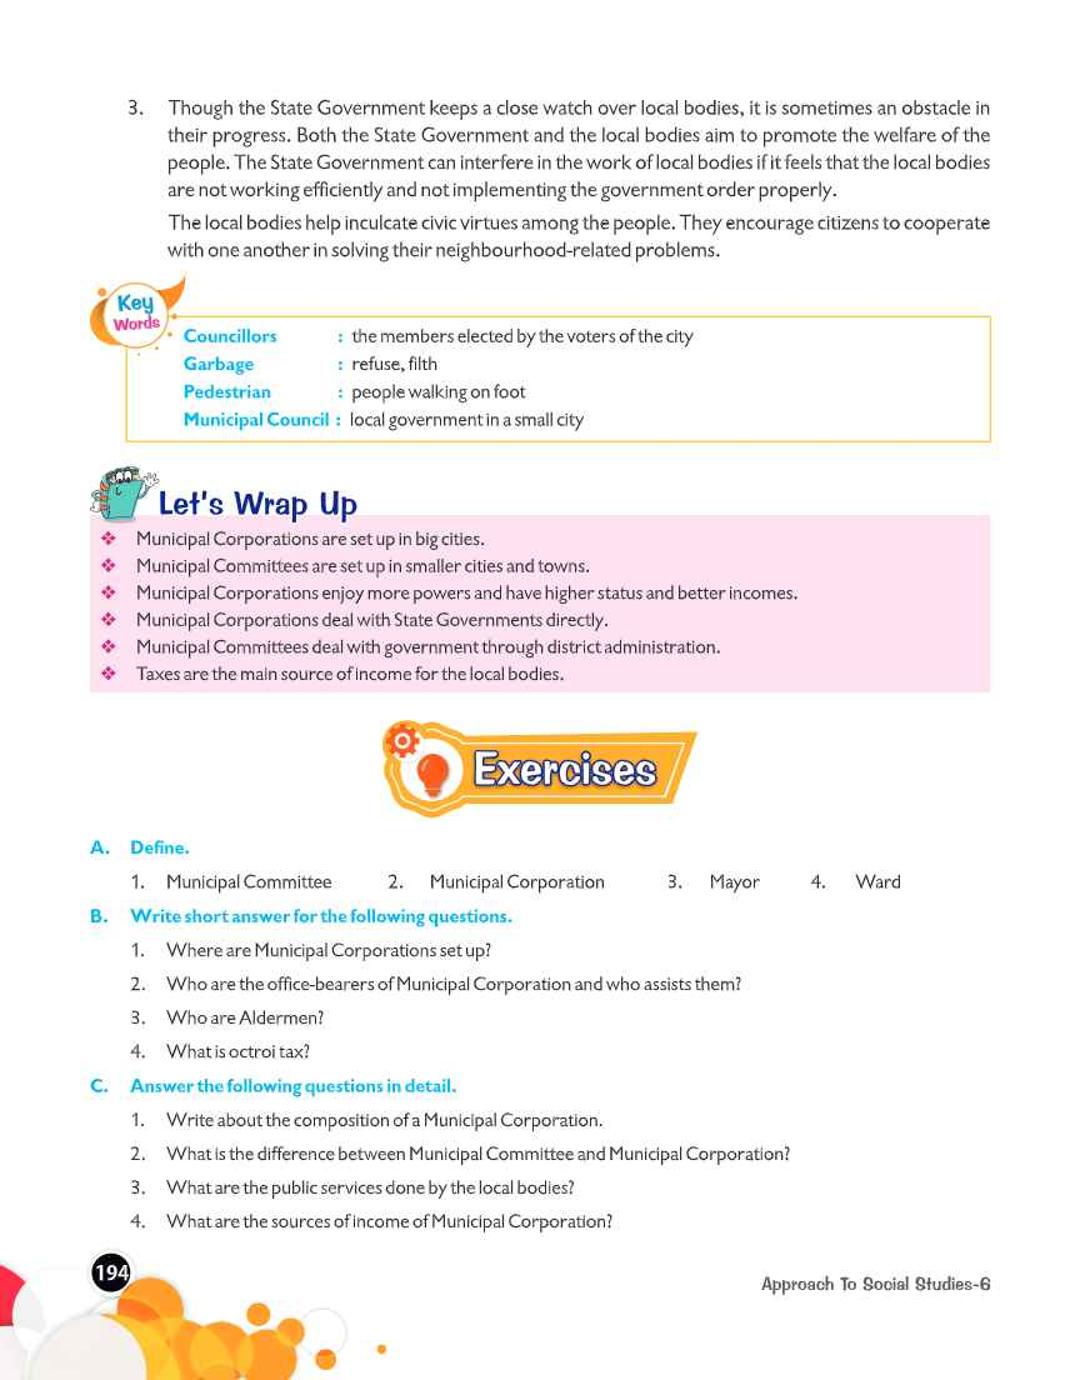 3. Though the State Government keeps a close watch over local bodies, it is sometimes an obstacle in
their progress. Both the State Government and the local bodies aim to promote the welfare of the
people. The State Government can interfere in the work of local bodies if it feels that the local bodies
are not working efficiently and not implementing the government order properly.
The local bodies help inculcate civic virtues among the people. They encourage citizens to cooperate
with one another in solving their neighbourhood-related problems.
Key
Words
Councillors : the members elected by the voters of the city
Garbage : refuse, filth
Pedestrian : people walking on foot
Municipal Council : local government in a small city
Let's Wrap Up
❖ Municipal Corporations are set up in big cities.
❖ Municipal Committees are set up in smaller cities and towns.
❖ Municipal Corporations enjoy more powers and have higher status and better incomes.
❖ Municipal Corporations deal with State Governments directly.
❖ Municipal Committees deal with government through district administration.
❖ Taxes are the main source of income for the local bodies.
Exercises
A. Define.
1. Municipal Committee 2. Municipal Corporation 3. Mayor 4. Ward
B. Write short answer for the following questions.
1. Where are Municipal Corporations set up?
2. Who are the office-bearers of Municipal Corporation and who assists them?
3. Who are Aldermen?
4. What is octroi tax?
C. Answer the following questions in detail.
1. Write about the composition of a Municipal Corporation.
2. What is the difference between Municipal Committee and Municipal Corporation?
3. What are the public services done by the local bodies?
4. What are the sources of income of Municipal Corporation?
194
Approach To Social Studies-6